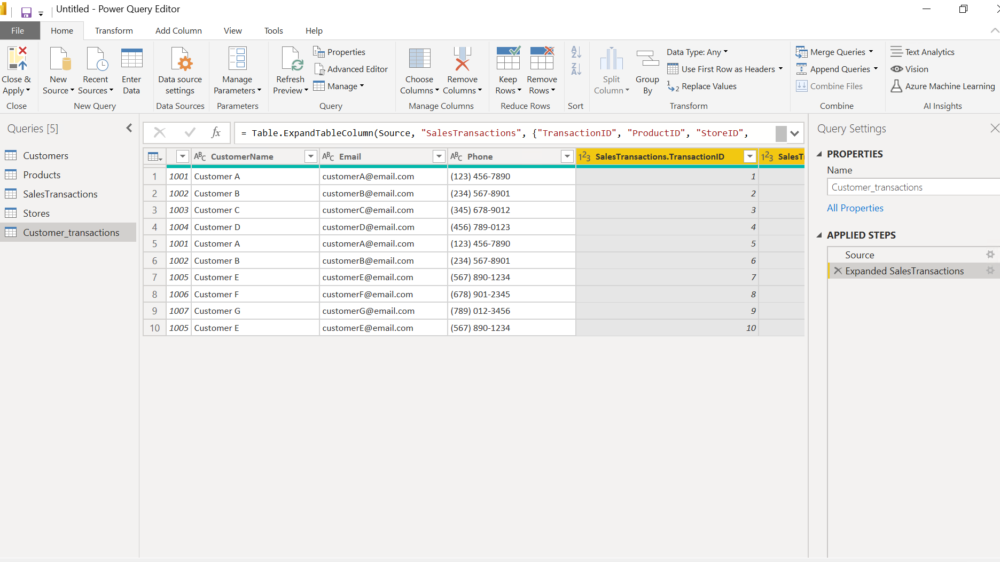 Untitled - Power Query Editor
File Home Transform Add Column View Tools Help
Close & Apply
New Source
Recent Sources
Enter Data
Data source settings
Manage Parameters
Refresh Preview
Properties
Advanced Editor
Manage
Choose Columns
Remove Columns
Keep Rows
Remove Rows
Split Column
Group By
Data Type: Any
Use First Row as Headers
Replace Values
Merge Queries
Append Queries
Combine Files
Text Analytics
Vision
Azure Machine Learning
Close New Query Data Sources Parameters Query Manage Columns Reduce Rows Sort Transform Combine AI Insights
Queries [5]
Customers
Products
SalesTransactions
Stores
Customer_transactions
fx = Table.ExpandTableColumn(Source, "SalesTransactions", {"TransactionID", "ProductID", "StoreID",
ABC CustomerName ABC Email ABC Phone 123 SalesTransactions.TransactionID 123 SalesT
1 1001 Customer A customerA@email.com (123) 456-7890 1
2 1002 Customer B customerB@email.com (234) 567-8901 2
3 1003 Customer C customerC@email.com (345) 678-9012 3
4 1004 Customer D customerD@email.com (456) 789-0123 4
5 1001 Customer A customerA@email.com (123) 456-7890 5
6 1002 Customer B customerB@email.com (234) 567-8901 6
7 1005 Customer E customerE@email.com (567) 890-1234 7
8 1006 Customer F customerF@email.com (678) 901-2345 8
9 1007 Customer G customerG@email.com (789) 012-3456 9
10 1005 Customer E customerE@email.com (567) 890-1234 10
Query Settings
PROPERTIES
Name
Customer_transactions
All Properties
APPLIED STEPS
Source
Expanded SalesTransactions